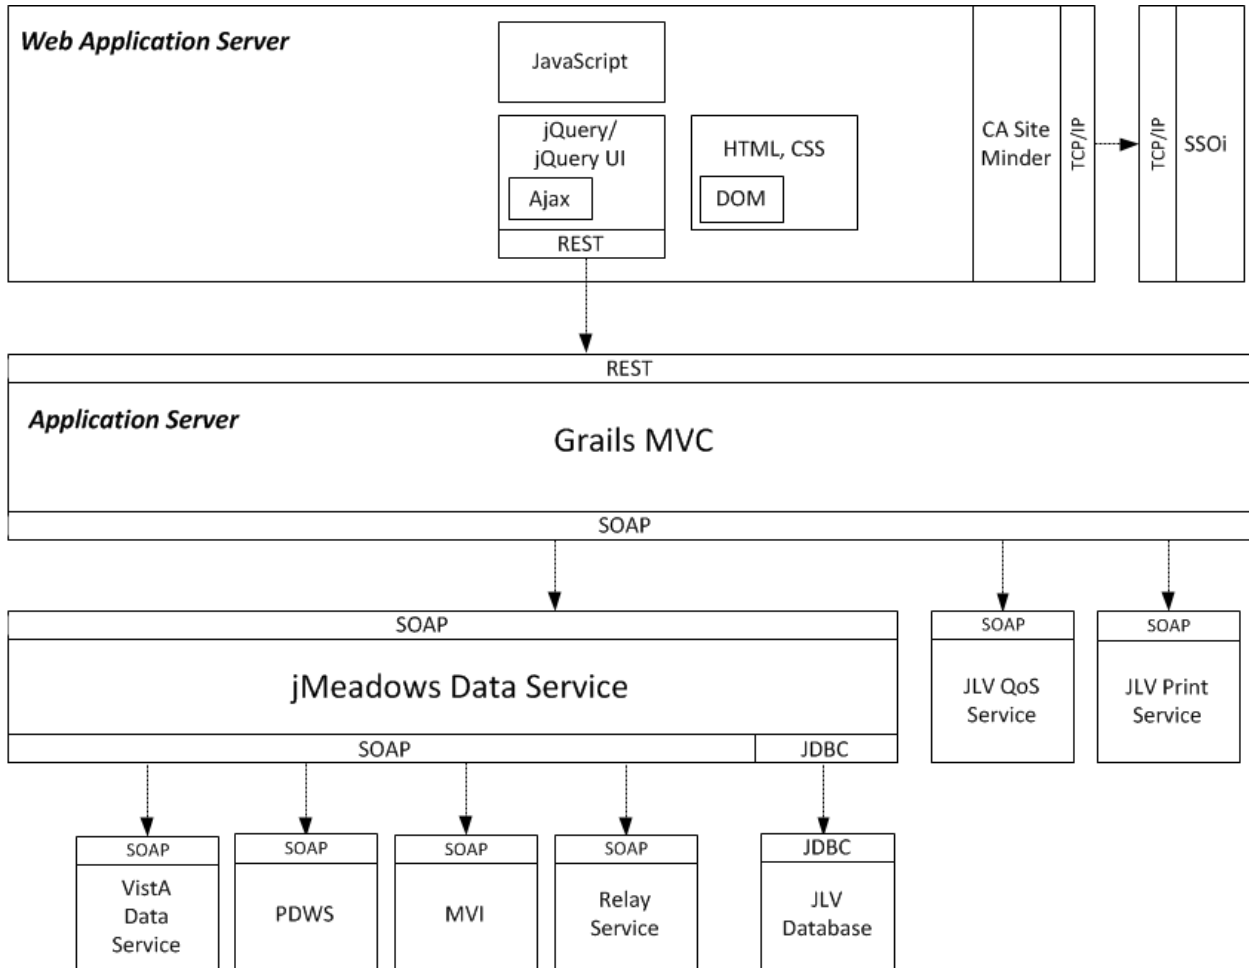 Web Application Server
JavaScript
jQuery/
jQuery UI
Ajax
REST
HTML, CSS
DOM
CA Site
Minder
TCP/IP
TCP/IP
SSOi
REST
Application Server
Grails MVC
SOAP
SOAP
jMeadows Data Service
SOAP
JDBC
SOAP
JLV QoS
Service
SOAP
JLV Print
Service
SOAP
VistA
Data
Service
SOAP
PDWS
SOAP
MVI
SOAP
Relay
Service
JDBC
JLV
Database